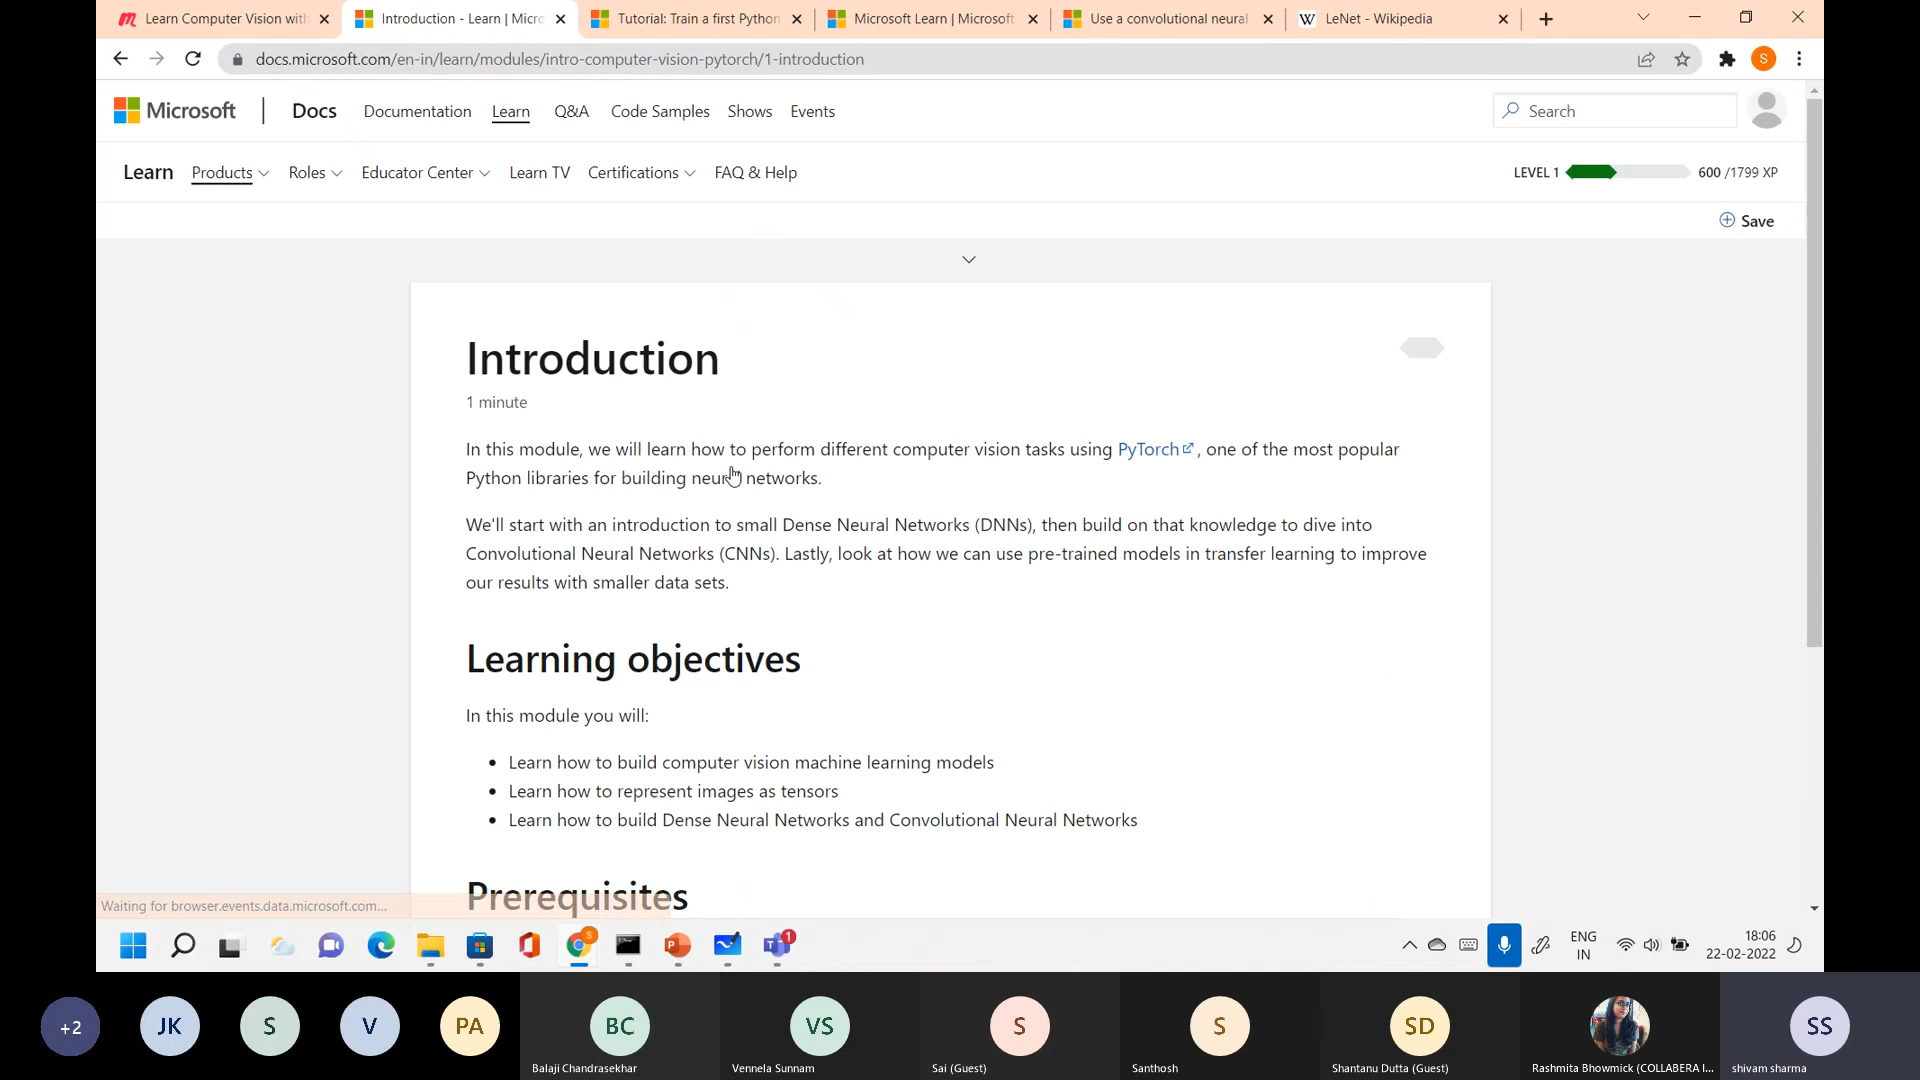 Learn Computer Vision with
Introduction - Learn | Micro
Tutorial: Train a first Python
Microsoft Learn | Microsoft
Use a convolutional neural
W LeNet - Wikipedia
docs.microsoft.com/en-in/learn/modules/intro-computer-vision-pytorch/1-introduction
S
Microsoft
Docs Documentation Learn Q&A Code Samples Shows Events
Search
Learn Products Roles Educator Center Learn TV Certifications FAQ & Help
LEVEL 1 600 /1799 XP
Save
Introduction
1 minute
In this module, we will learn how to perform different computer vision tasks using PyTorch, one of the most popular
Python libraries for building neural networks.
We'll start with an introduction to small Dense Neural Networks (DNNs), then build on that knowledge to dive into
Convolutional Neural Networks (CNNs). Lastly, look at how we can use pre-trained models in transfer learning to improve
our results with smaller data sets.
Learning objectives
In this module you will:
• Learn how to build computer vision machine learning models
• Learn how to represent images as tensors
• Learn how to build Dense Neural Networks and Convolutional Neural Networks
Prerequisites
Waiting for browser.events.data.microsoft.com...
S
1
ENG
IN
18:06
22-02-2022
+2
JK
S
V
PA
BC
VS
S
S
SD
SS
Balaji Chandrasekhar
Vennela Sunnam
Sai (Guest)
Santhosh
Shantanu Dutta (Guest)
Rashmita Bhowmick (COLLABERA I...
shivam sharma